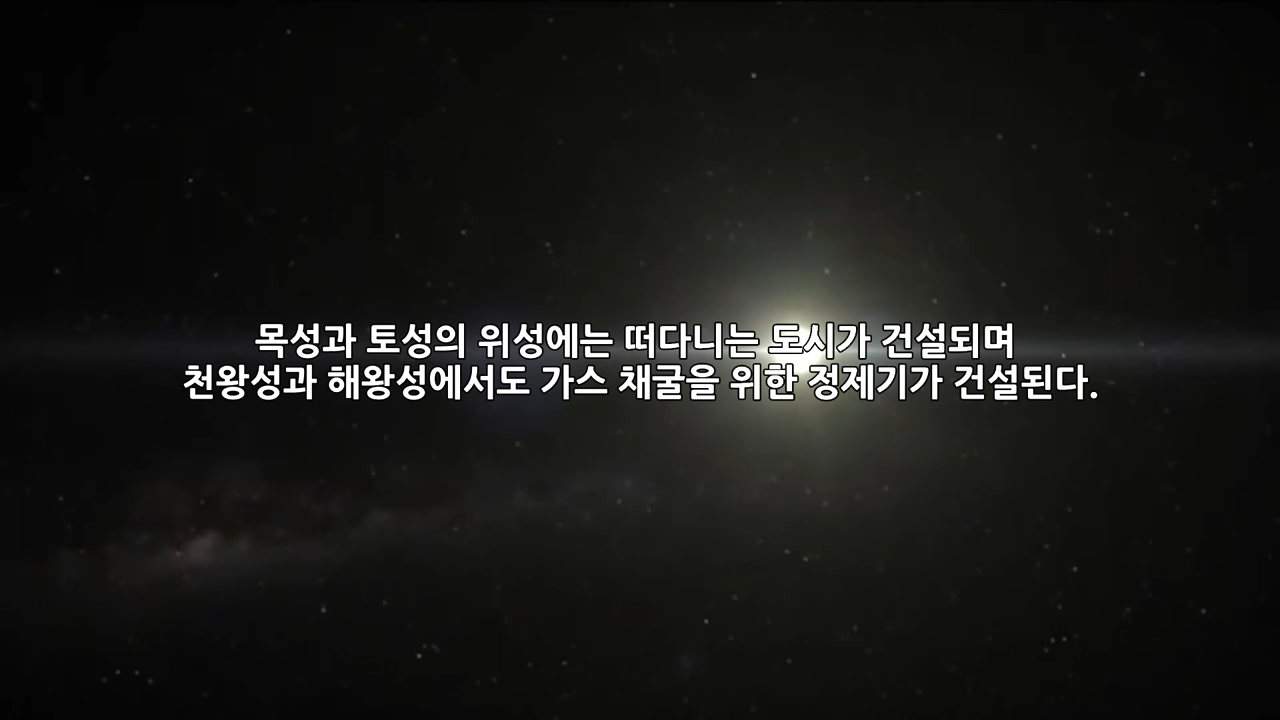 목성과 토성의 위성에는 떠다니는 도시가 건설되며
천왕성과 해왕성에서도 가스 채굴을 위한 정제기가 건설된다.